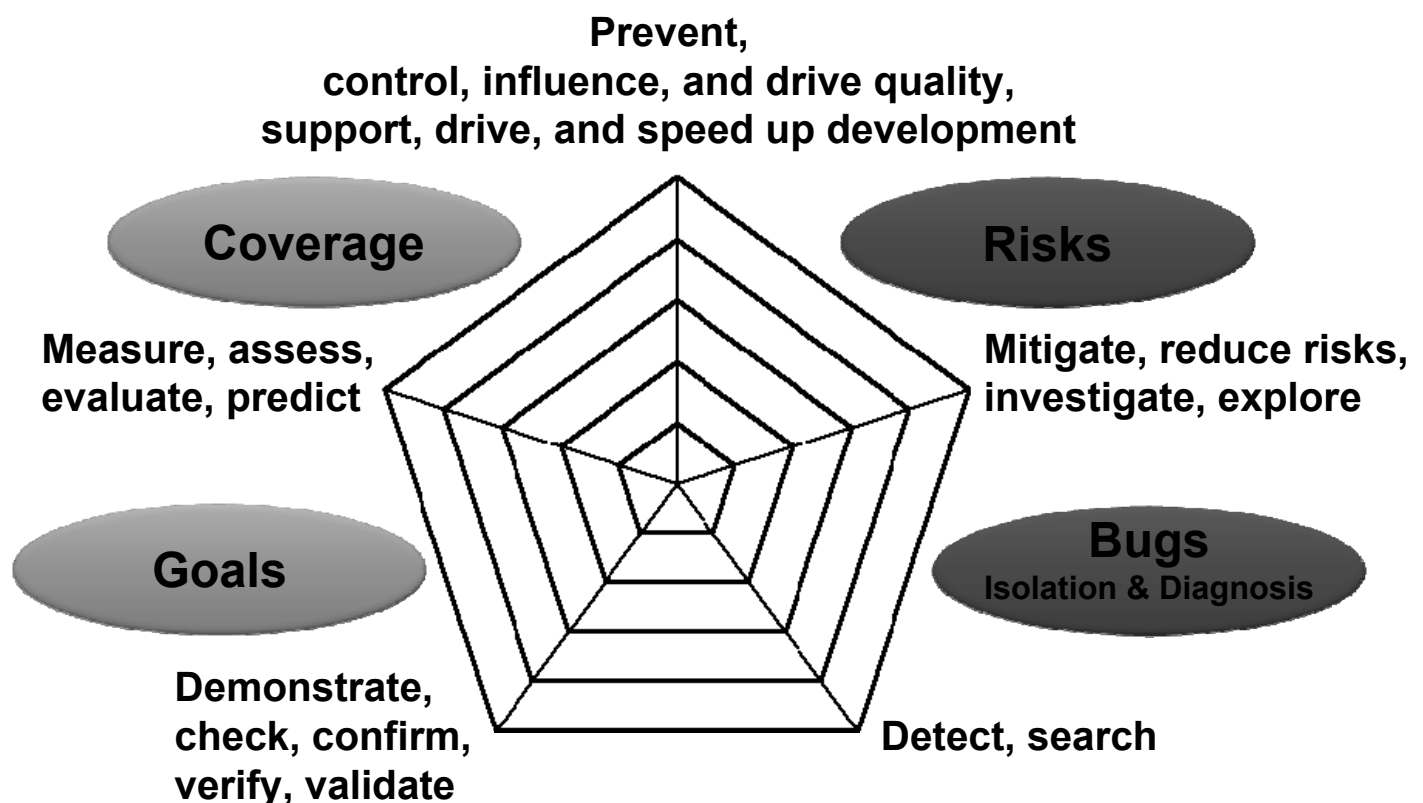 Prevent,
control, influence, and drive quality,
support, drive, and speed up development
Coverage
Risks
Measure, assess,
evaluate, predict
Mitigate, reduce risks,
investigate, explore
Goals
Bugs
Isolation & Diagnosis
Demonstrate,
check, confirm,
verify, validate
Detect, search